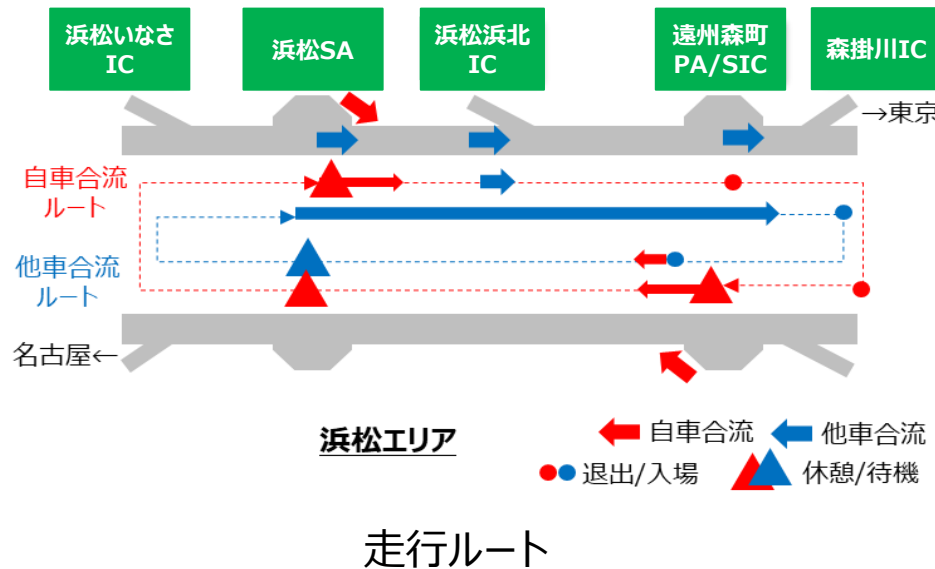 浜松いなさ
IC
浜松SA
浜松浜北
IC
遠州森町
PA/SIC
森掛川IC
→東京
自車合流
ルート
他車合流
ルート
名古屋←
浜松エリア
自車合流
他車合流
退出/入場
休憩/待機
走行ルート